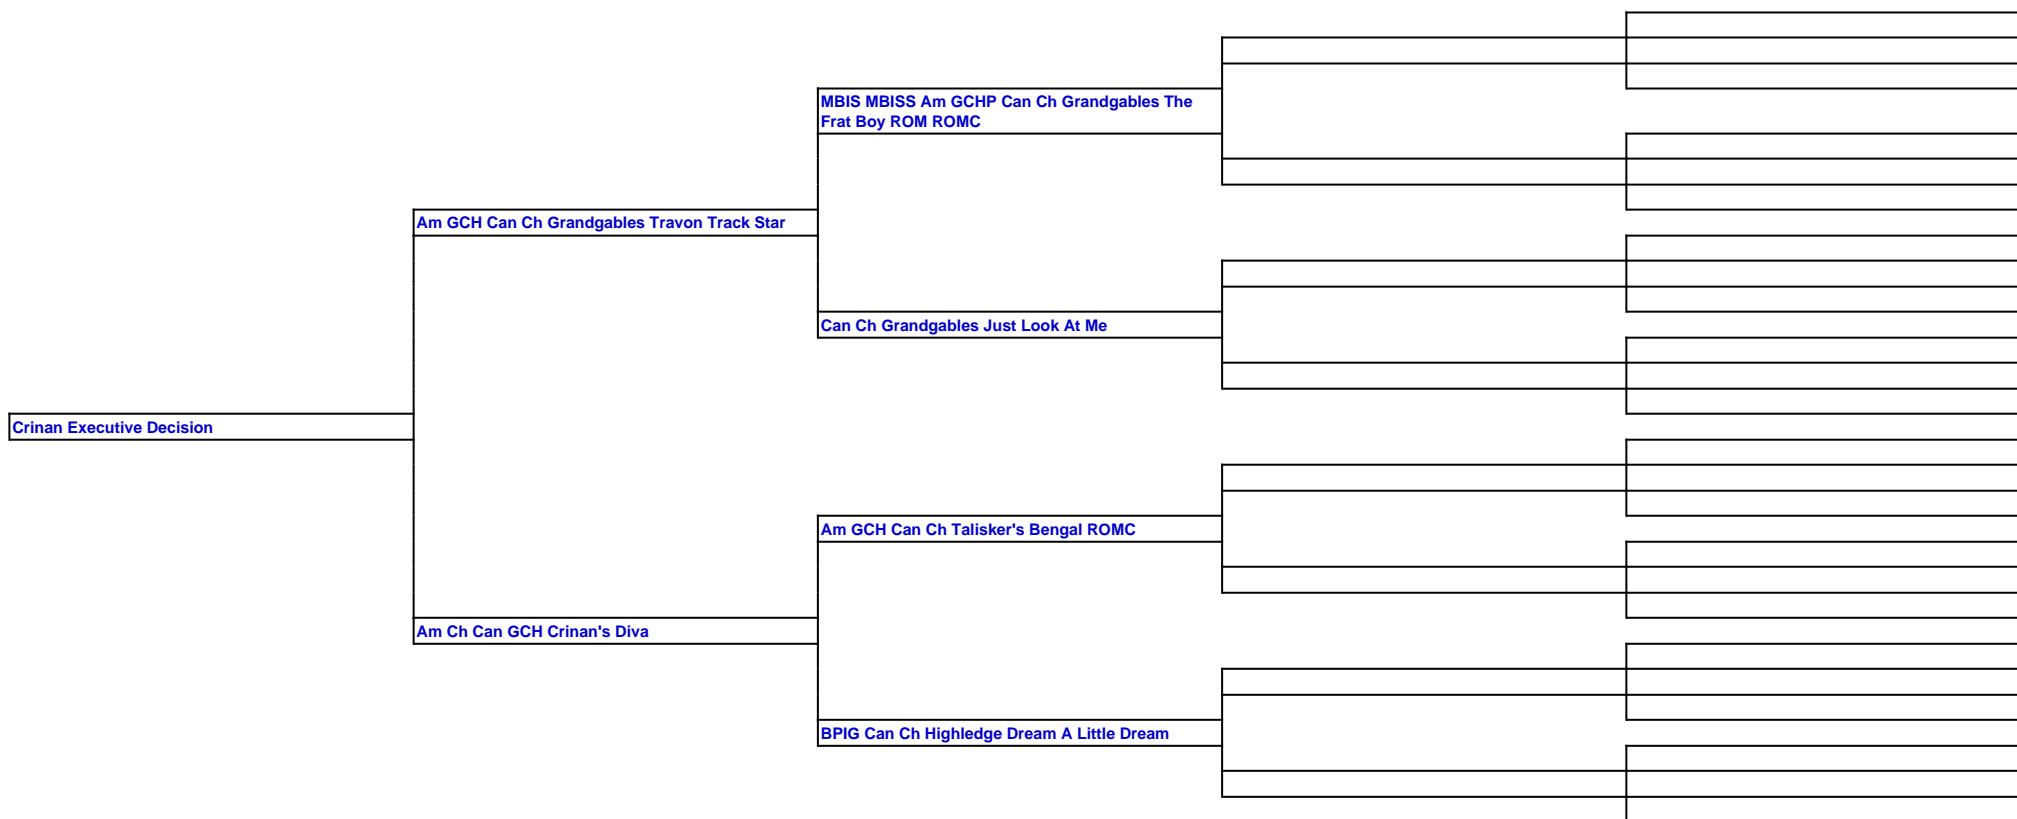 MBIS MBISS Am GCHP Can Ch Grandgables The
Frat Boy ROM ROMC
Am GCH Can Ch Grandgables Travon Track Star
Can Ch Grandgables Just Look At Me
Crinan Executive Decision
Am GCH Can Ch Talisker's Bengal ROMC
Am Ch Can GCH Crinan's Diva
BPIG Can Ch Highledge Dream A Little Dream